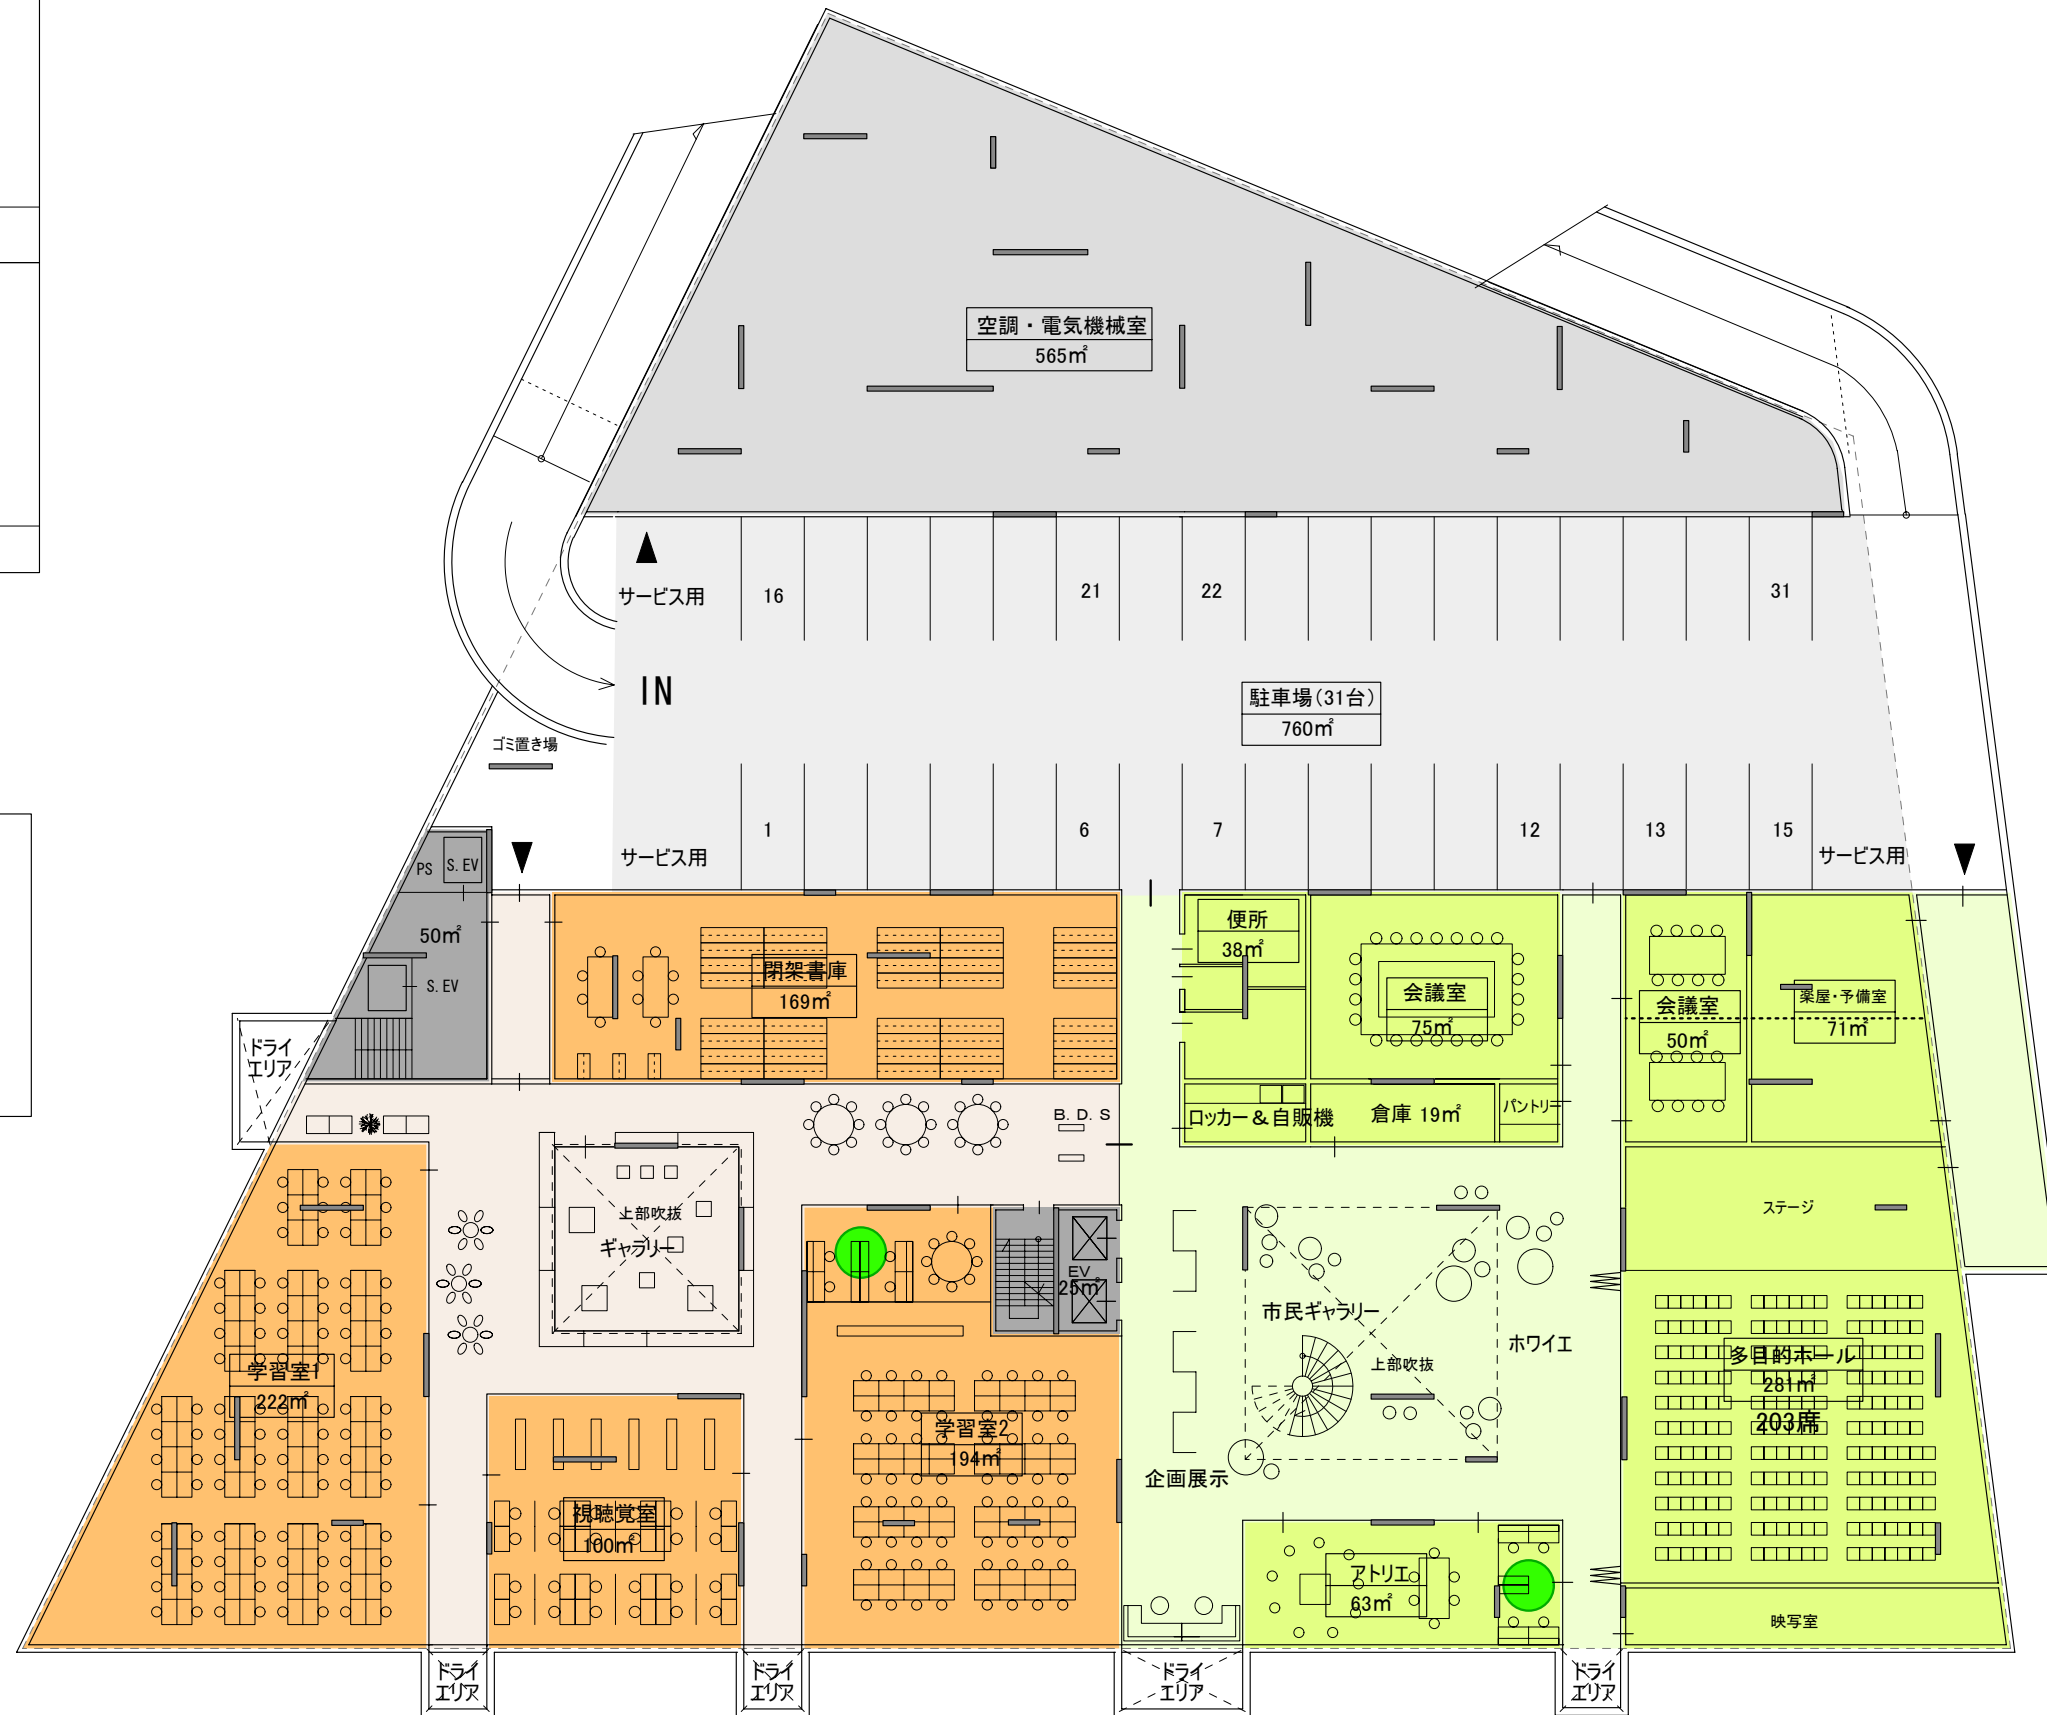 空調・電気機械室
565㎡
サービス用
16
21
22
31
IN
駐車場(31台)
760㎡
ゴミ置き場
サービス用
1
6
7
12
13
15
サービス用
PS
S.EV
50㎡
S.EV
閉架書庫
169㎡
便所
38㎡
会議室
75㎡
会議室
50㎡
楽屋・予備室
71㎡
ドライ
エリア
B.D.S
ロッカー&自販機
倉庫 19㎡
パントリー
上部吹抜
ギャラリー
EV
25㎡
ステージ
市民ギャラリー
ホワイエ
上部吹抜
学習室1
222㎡
学習室2
194㎡
多目的ホール
281㎡
203席
企画展示
視聴覚室
100㎡
アトリエ
63㎡
映写室
ドライ
エリア
ドライ
エリア
ドライ
エリア
ドライ
エリア